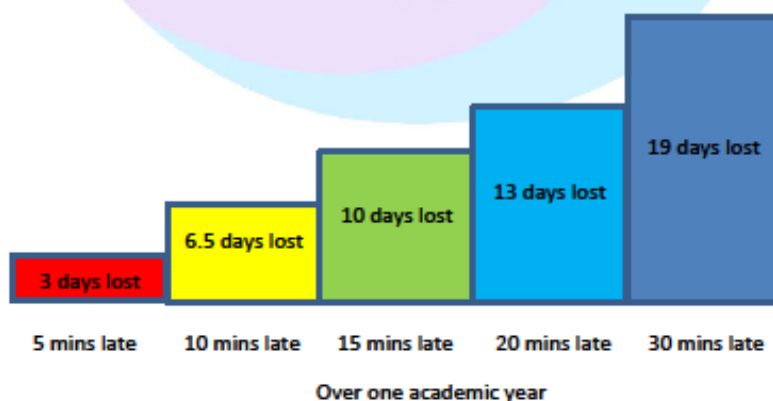 3 days lost
6.5 days lost
10 days lost
13 days lost
19 days lost
5 mins late
10 mins late
15 mins late
20 mins late
30 mins late
Over one academic year